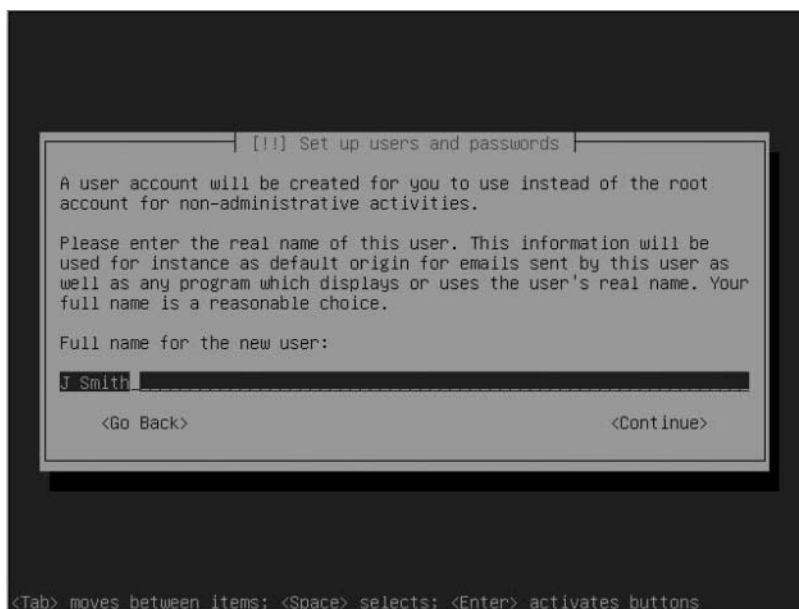 [!!] Set up users and passwords
A user account will be created for you to use instead of the root
account for non-administrative activities.
Please enter the real name of this user. This information will be
used for instance as default origin for emails sent by this user as
well as any program which displays or uses the user's real name. Your
full name is a reasonable choice.
Full name for the new user:
J Smith
<Go Back> <Continue>
<Tab> moves between items; <Space> selects; <Enter> activates buttons